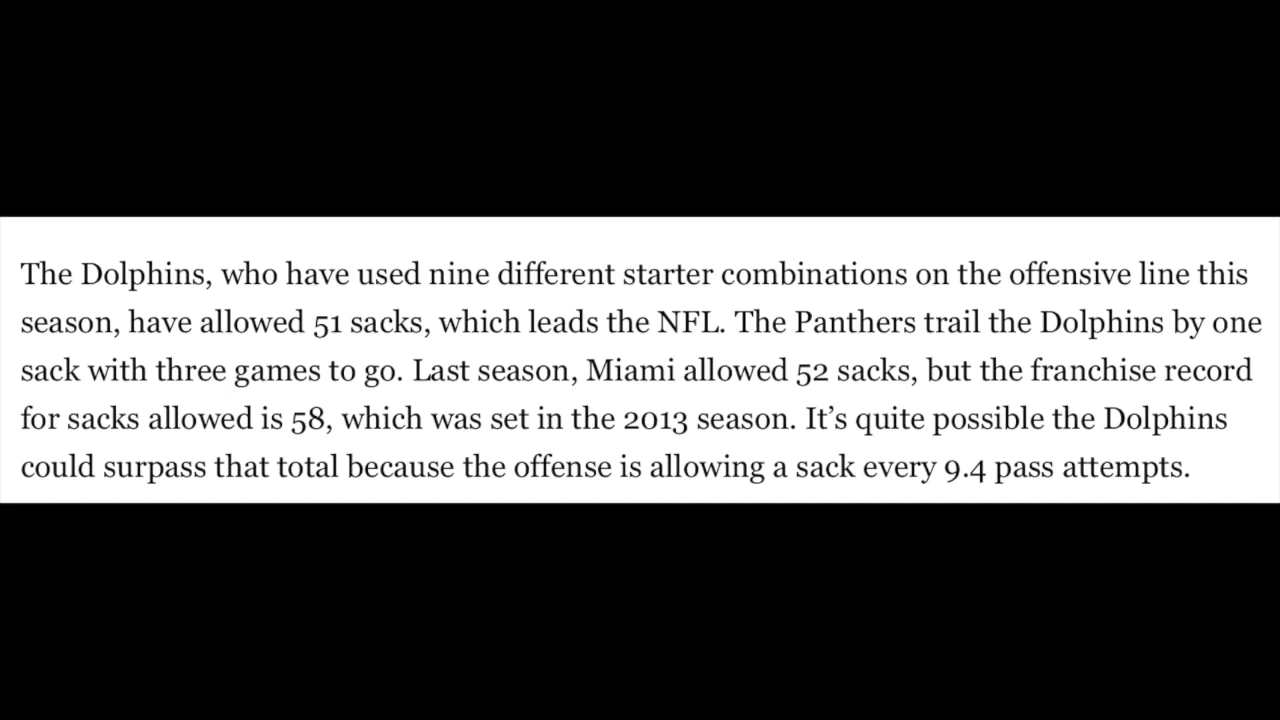 The Dolphins, who have used nine different starter combinations on the offensive line this
season, have allowed 51 sacks, which leads the NFL. The Panthers trail the Dolphins by one
sack with three games to go. Last season, Miami allowed 52 sacks, but the franchise record
for sacks allowed is 58, which was set in the 2013 season. It’s quite possible the Dolphins
could surpass that total because the offense is allowing a sack every 9.4 pass attempts.